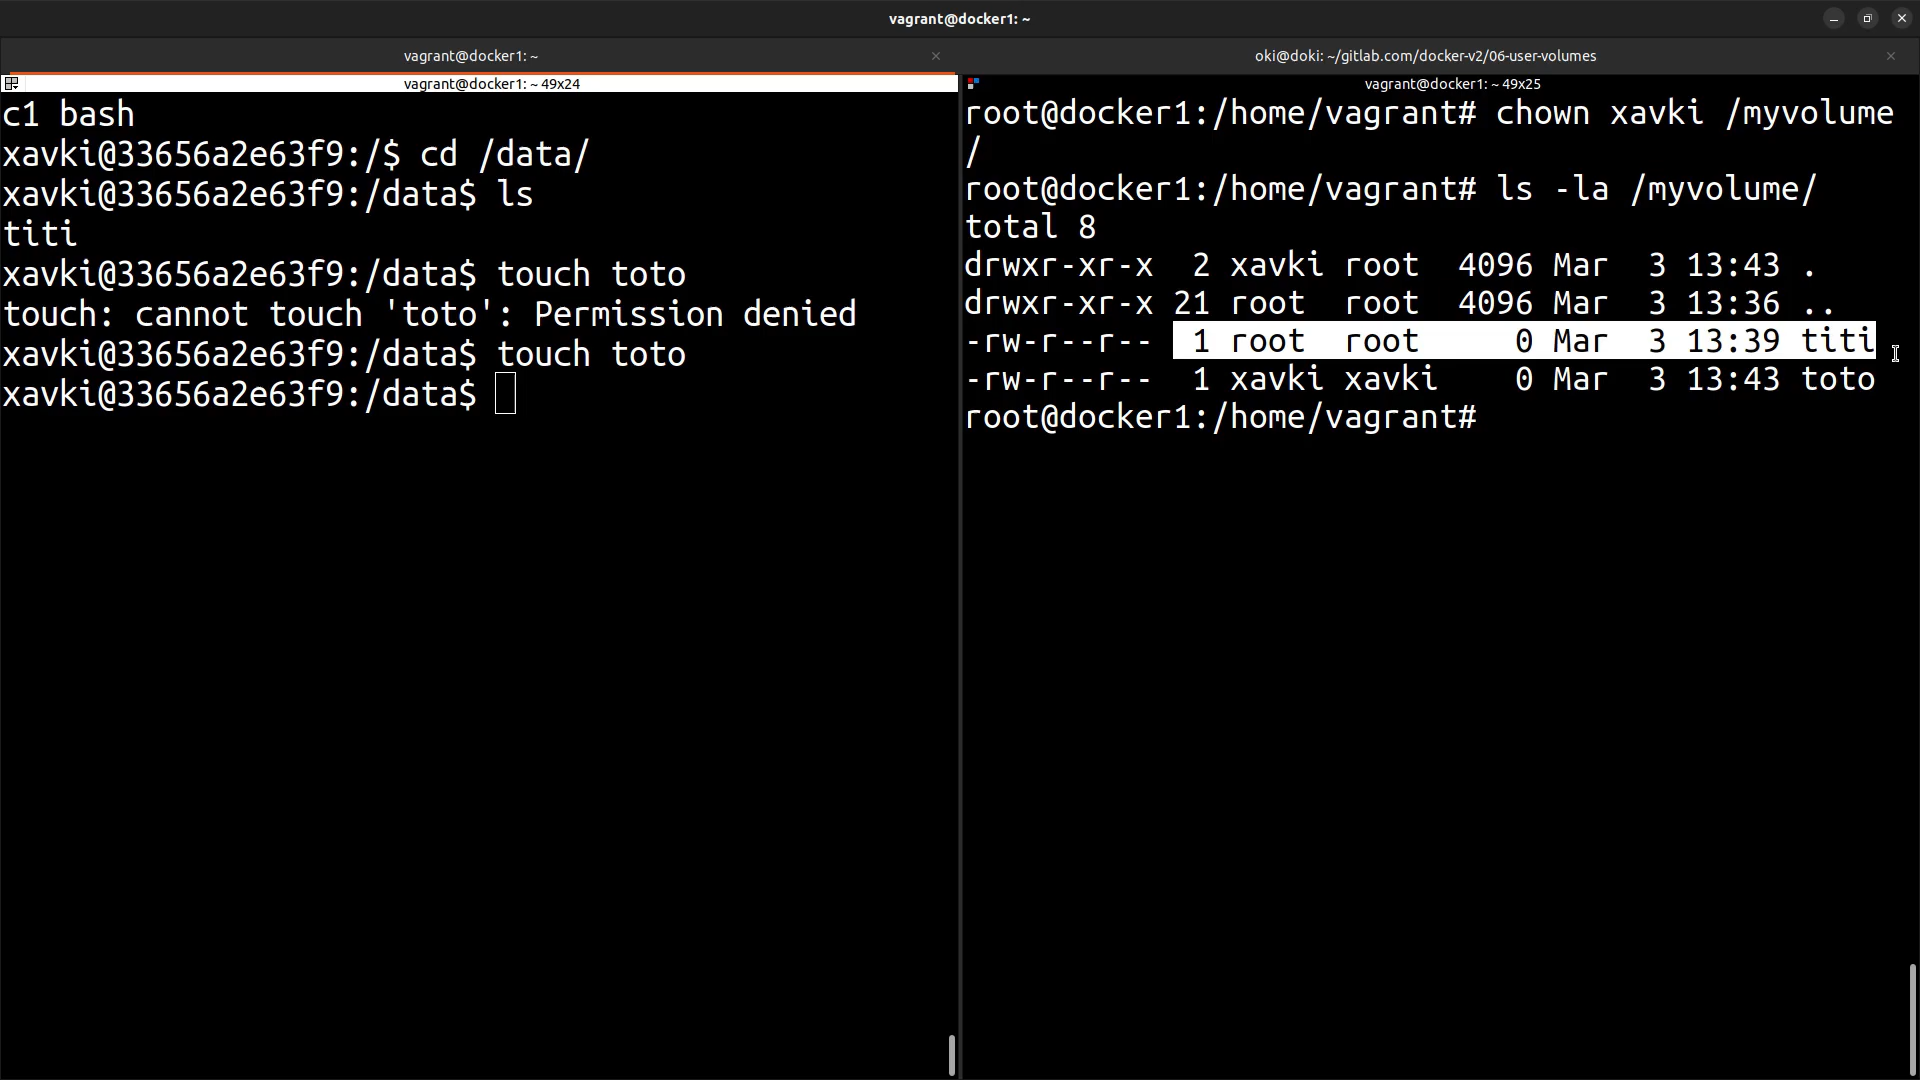 vagrant@docker1: ~
vagrant@docker1: ~
oki@doki: ~/gitlab.com/docker-v2/06-user-volumes
vagrant@docker1: ~ 49x24
c1 bash
xavki@33656a2e63f9:/$ cd /data/
xavki@33656a2e63f9:/data$ ls
titi
xavki@33656a2e63f9:/data$ touch toto
touch: cannot touch 'toto': Permission denied
xavki@33656a2e63f9:/data$ touch toto
xavki@33656a2e63f9:/data$
vagrant@docker1: ~ 49x25
root@docker1:/home/vagrant# chown xavki /myvolume
/
root@docker1:/home/vagrant# ls -la /myvolume/
total 8
drwxr-xr-x  2 xavki root  4096 Mar  3 13:43 .
drwxr-xr-x 21 root  root  4096 Mar  3 13:36 ..
-rw-r--r--  1 root  root     0 Mar  3 13:39 titi
-rw-r--r--  1 xavki xavki    0 Mar  3 13:43 toto
root@docker1:/home/vagrant#